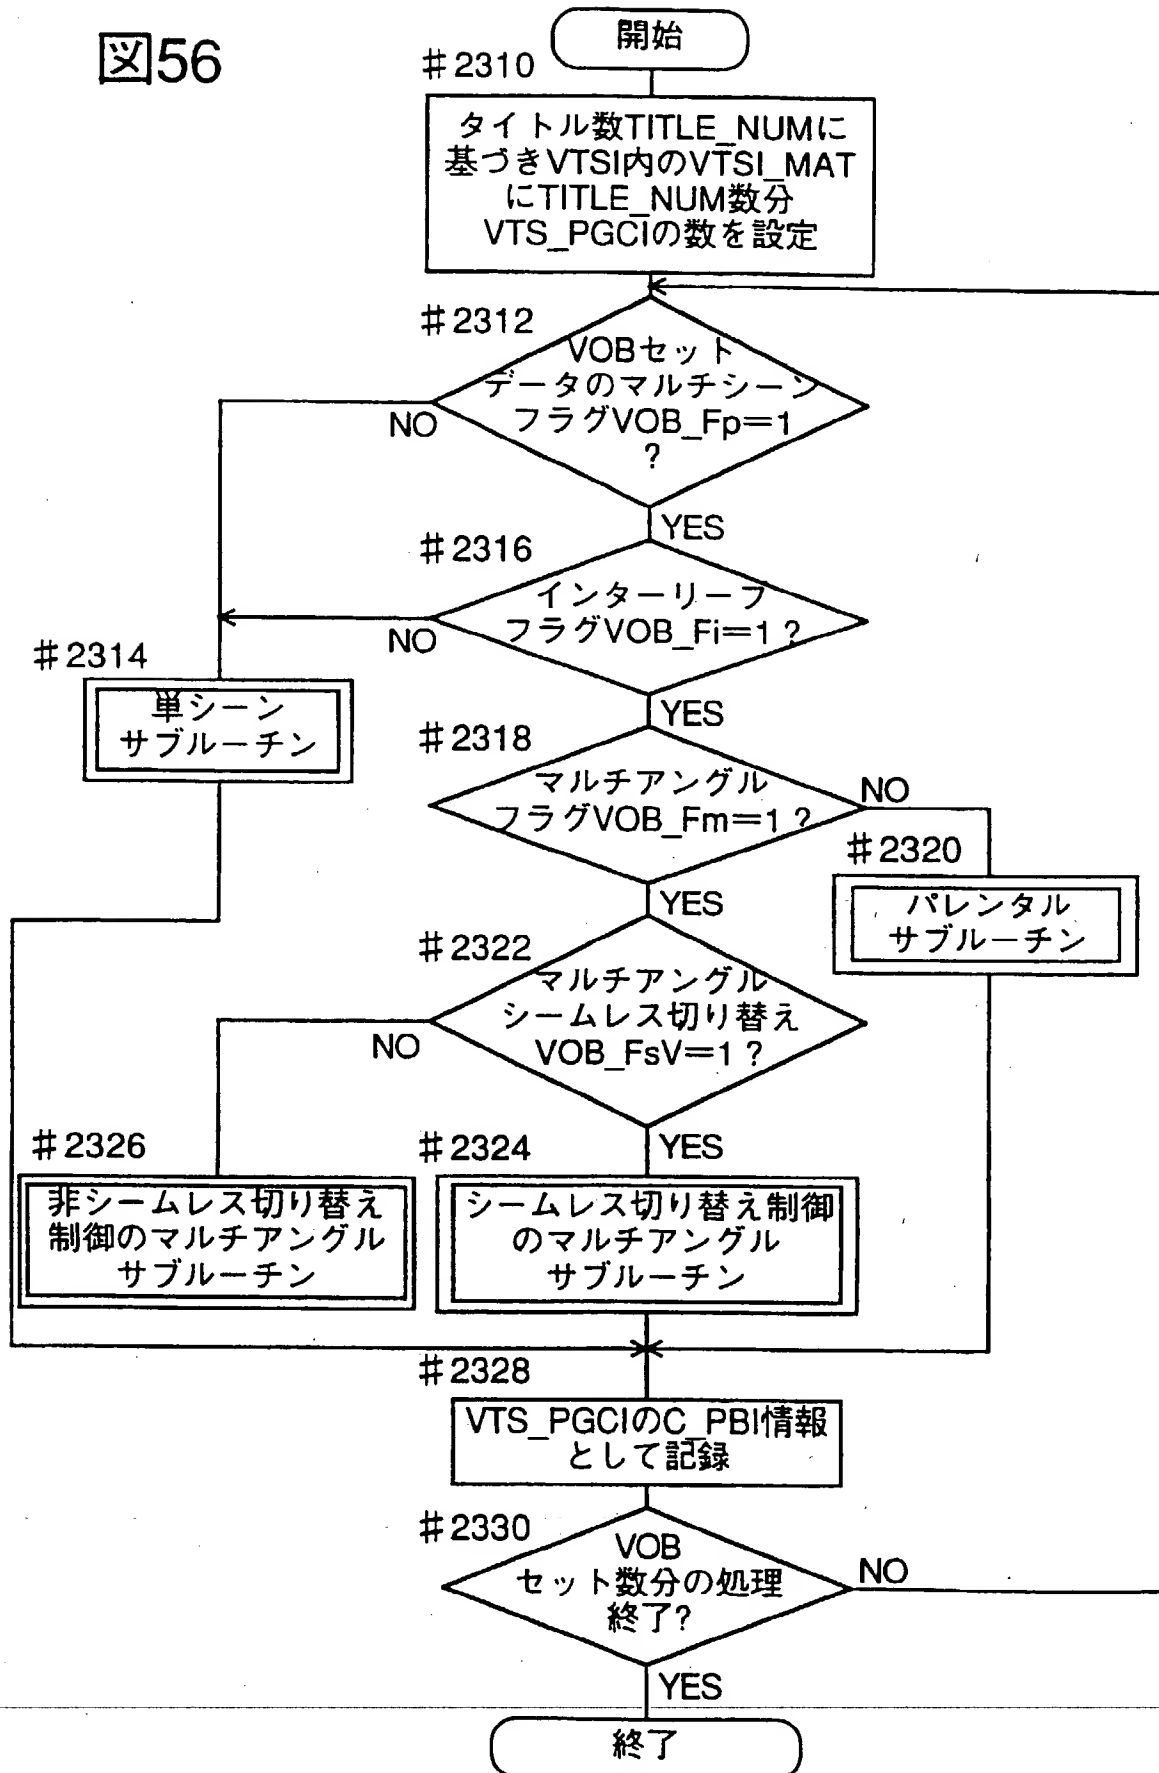 図56
開始
#2310
タイトル数TITLE_NUMに
基づきVTSI内のVTSI_MAT
にTITLE_NUM数分
VTS_PGCIの数を設定
#2312
VOBセット
データのマルチシーン
フラグVOB_Fp=1
?
NO
YES
#2316
インターリーフ
フラグVOB_Fi=1?
NO
YES
#2314
単シーン
サブルーチン
#2318
マルチアングル
フラグVOB_Fm=1?
NO
YES
#2320
パレンタル
サブルーチン
#2322
マルチアングル
シームレス切り替え
VOB_FsV=1?
NO
YES
#2326
非シームレス切り替え
制御のマルチアングル
サブルーチン
#2324
シームレス切り替え制御
のマルチアングル
サブルーチン
#2328
VTS_PGCIのC_PBI情報
として記録
#2330
VOB
セット数分の処理
終了?
NO
YES
終了